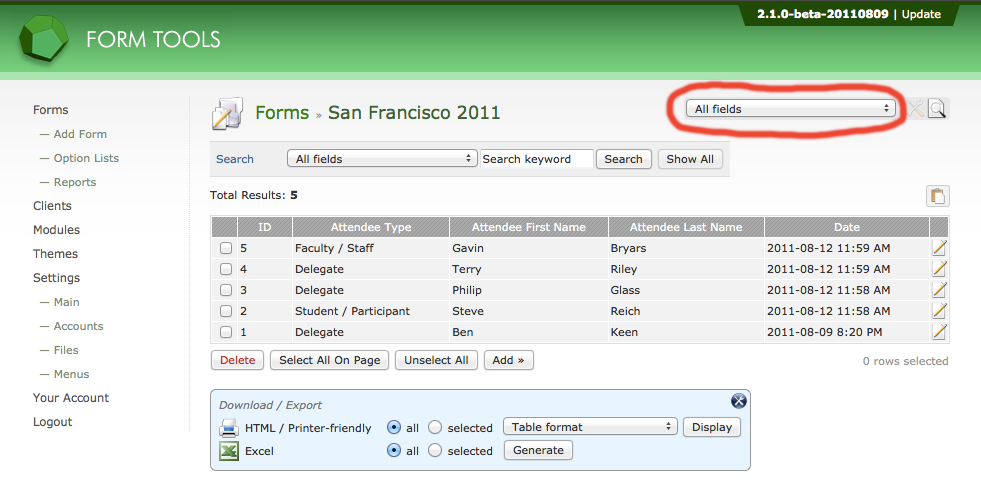 2.1.0-beta-20110809 | Update
FORM TOOLS
Forms
— Add Form
— Option Lists
— Reports
Clients
Modules
Themes
Settings
— Main
— Accounts
— Files
— Menus
Your Account
Logout
Forms » San Francisco 2011
All fields
Search All fields Search keyword Search Show All
Total Results: 5
ID Attendee Type Attendee First Name Attendee Last Name Date
5 Faculty / Staff Gavin Bryars 2011-08-12 11:59 AM
4 Delegate Terry Riley 2011-08-12 11:59 AM
3 Delegate Philip Glass 2011-08-12 11:58 AM
2 Student / Participant Steve Reich 2011-08-12 11:58 AM
1 Delegate Ben Keen 2011-08-09 8:20 PM
Delete Select All On Page Unselect All Add » 0 rows selected
Download / Export
HTML / Printer-friendly all selected Table format Display
Excel all selected Generate